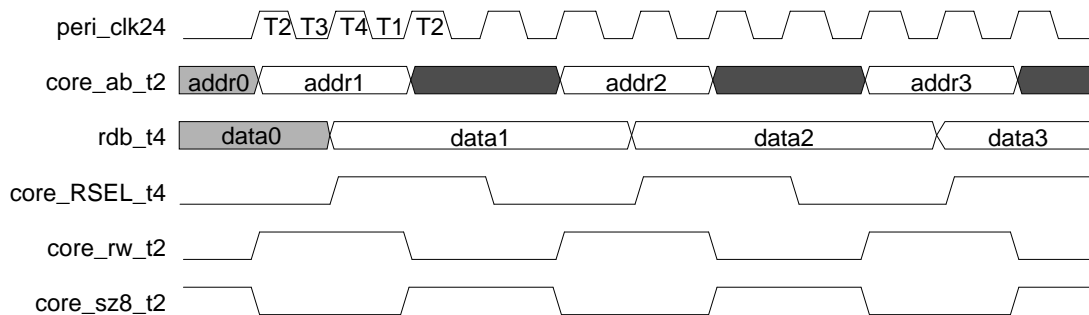 peri_clk24 T2 T3 T4 T1 T2
core_ab_t2 addr0 addr1 addr2 addr3
rdb_t4 data0 data1 data2 data3
core_RSEL_t4
core_rw_t2
core_sz8_t2